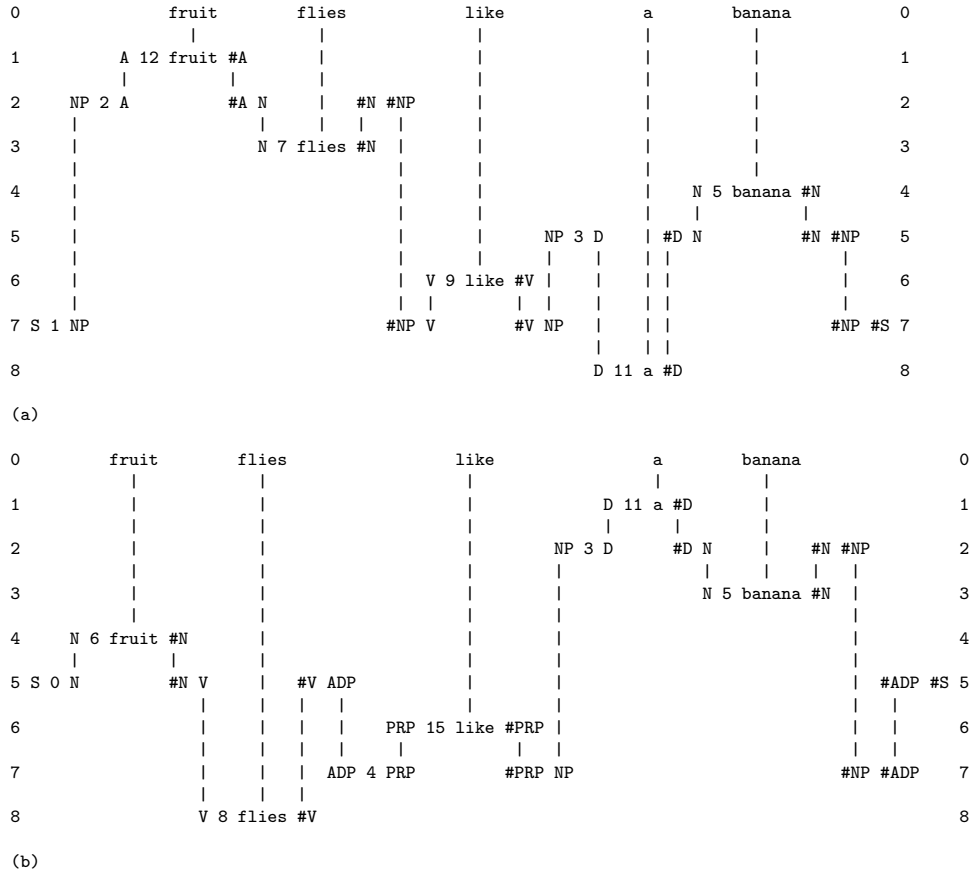 0 fruit flies like a banana 0
| | | | |
1 A 12 fruit #A | | | | 1
| | | | | |
2 NP 2 A #A N | #N #NP | | | 2
| | | | | | | |
3 | N 7 flies #N | | | | 3
| | | | |
4 | | | | N 5 banana #N 4
| | | | | |
5 | | | NP 3 D | #D N #N #NP 5
| | | | | | | |
6 | | V 9 like #V | | | | | 6
| | | | | | | | |
7 S 1 NP #NP V #V NP | | | #NP #S 7
| | |
8 D 11 a #D 8
(a)
0 fruit flies like a banana 0
| | | | |
1 | | | D 11 a #D | 1
| | | | | |
2 | | | NP 3 D #D N | #N #NP 2
| | | | | | | |
3 | | | | N 5 banana #N | 3
| | | | |
4 N 6 fruit #N | | | | 4
| | | | | |
5 S 0 N #N V | #V ADP | | | #ADP #S 5
| | | | | | | |
6 | | | | PRP 15 like #PRP | | | 6
| | | | | | | | |
7 | | | ADP 4 PRP #PRP NP #NP #ADP 7
| | |
8 V 8 flies #V 8
(b)